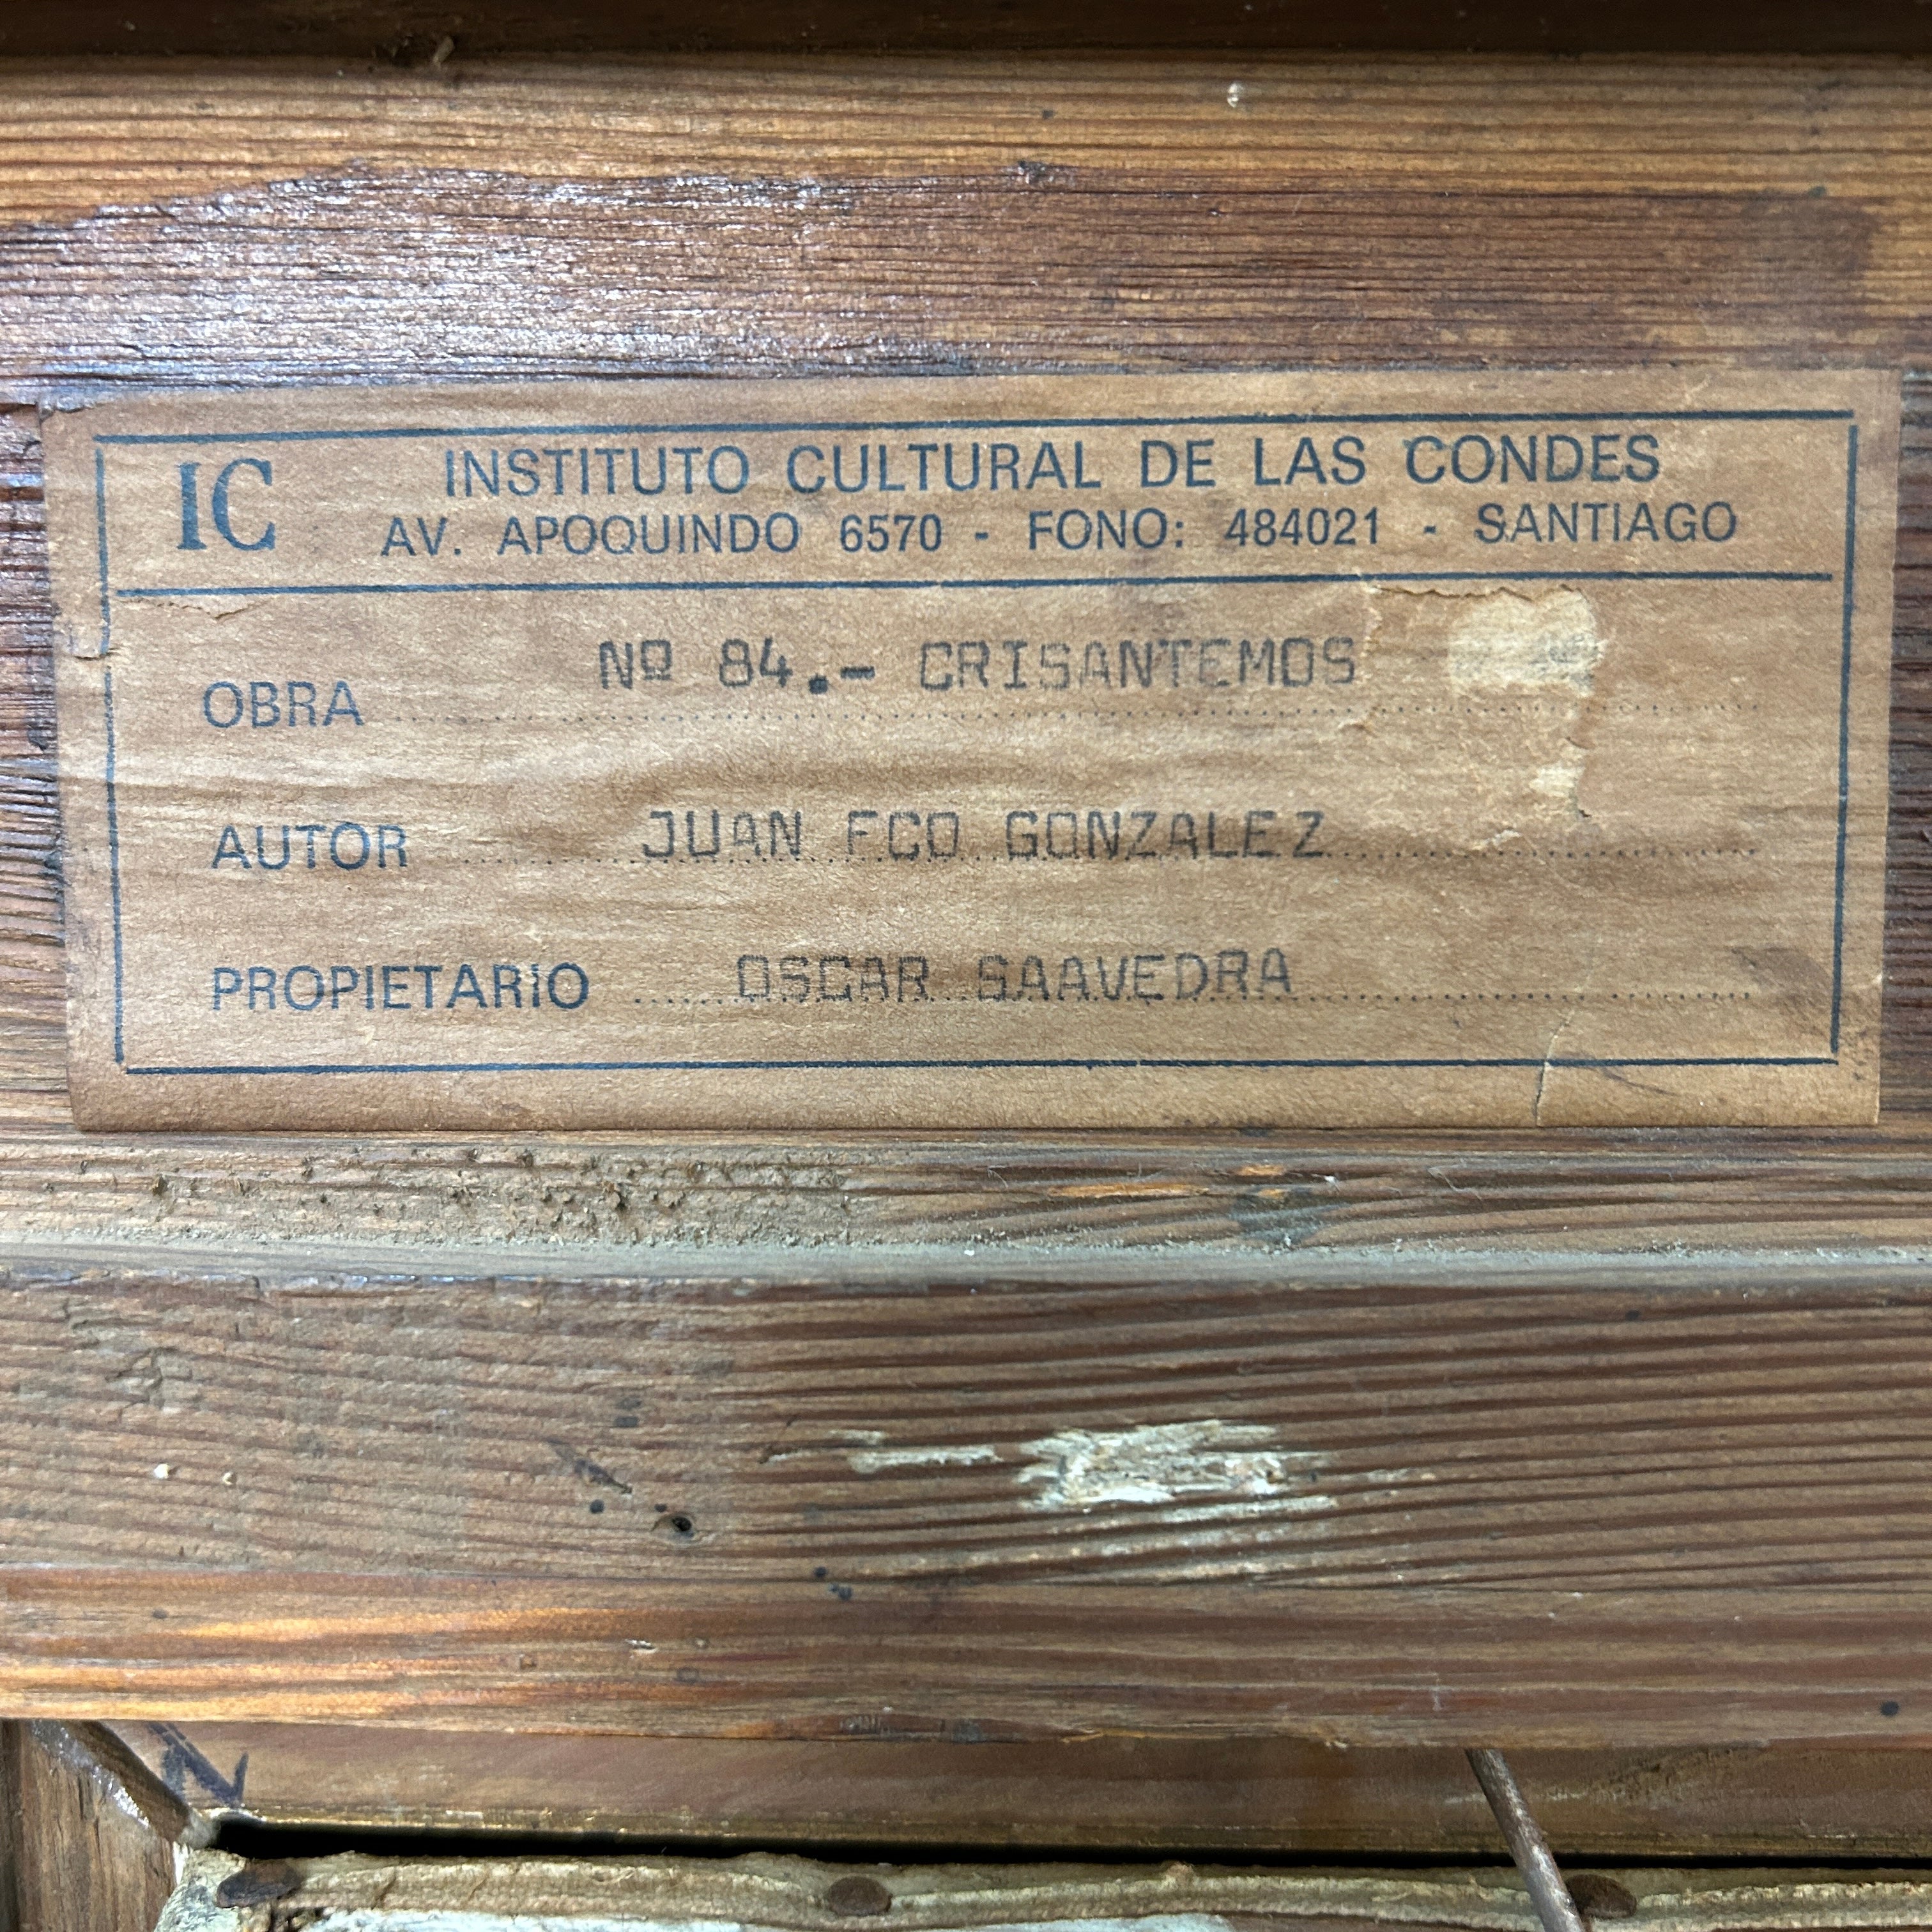 IC INSTITUTO CULTURAL DE LAS CONDES
AV. APOQUINDO 6570 - FONO: 484021 - SANTIAGO
OBRA Nº 84.- CRISANTEMOS
AUTOR JUAN FCO GONZALEZ
PROPIETARIO OSCAR SAAVEDRA
N